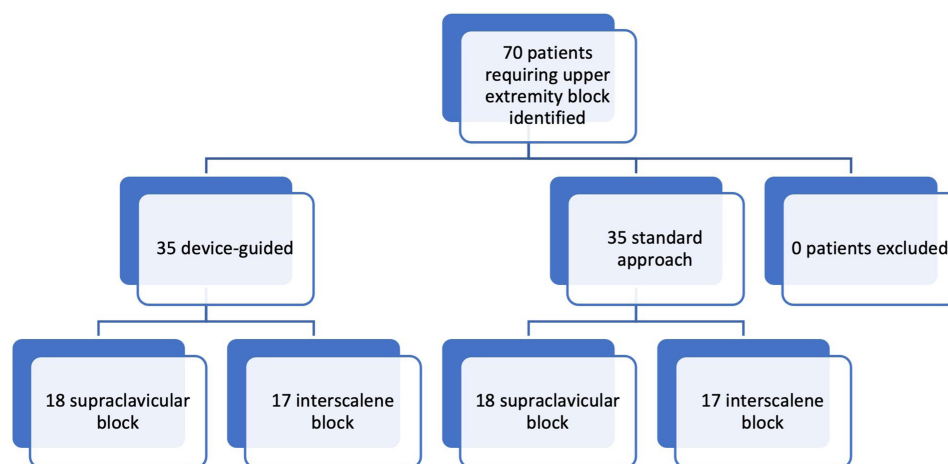 70 patients
requiring upper
extremity block
identified
35 device-guided
35 standard
approach
0 patients excluded
18 supraclavicular
block
17 interscalene
block
18 supraclavicular
block
17 interscalene
block